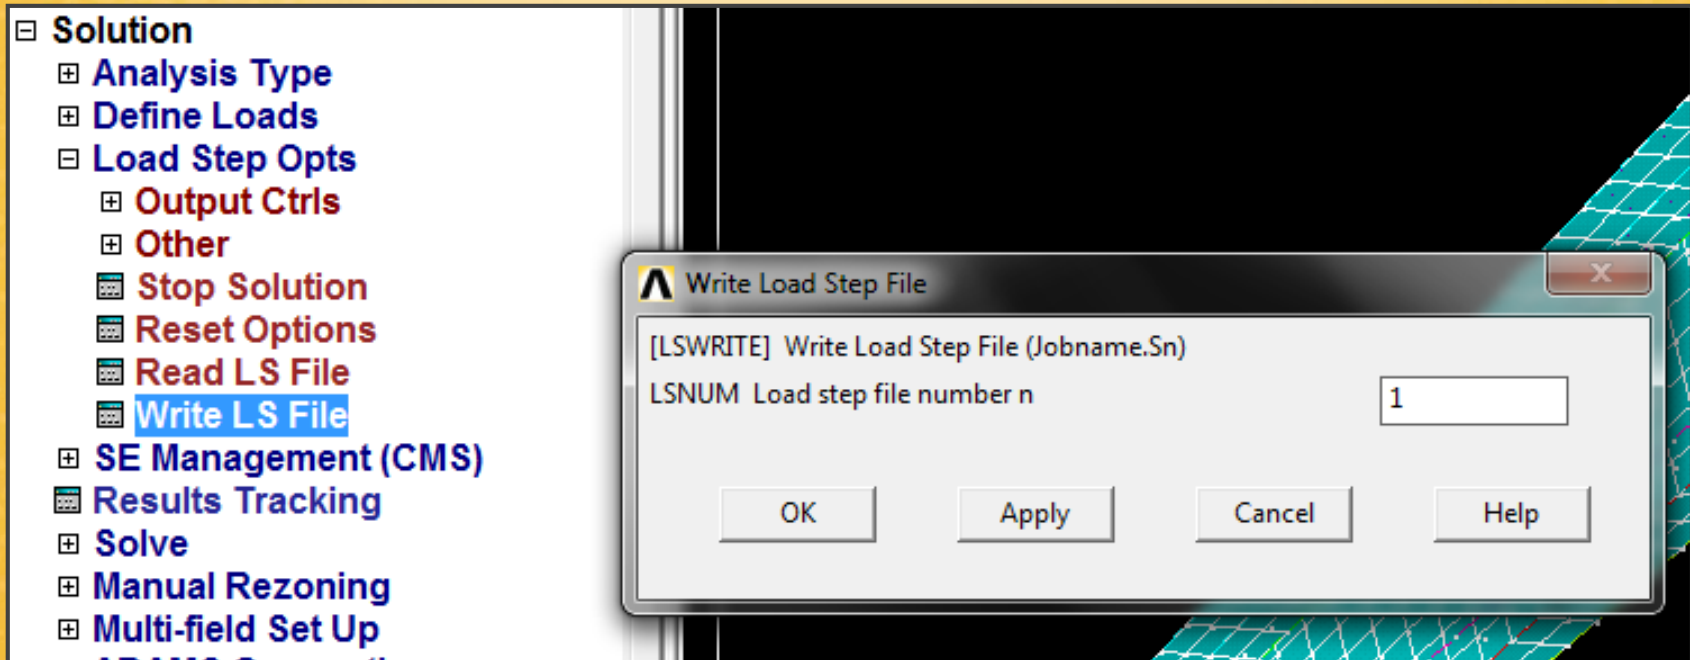 Solution
Analysis Type
Define Loads
Load Step Opts
Output Ctrls
Other
Stop Solution
Reset Options
Read LS File
Write LS File
SE Management (CMS)
Results Tracking
Solve
Manual Rezoning
Multi-field Set Up
Write Load Step File
[LSWRITE] Write Load Step File (Jobname.Sn)
LSNUM Load step file number n
1
OK Apply Cancel Help